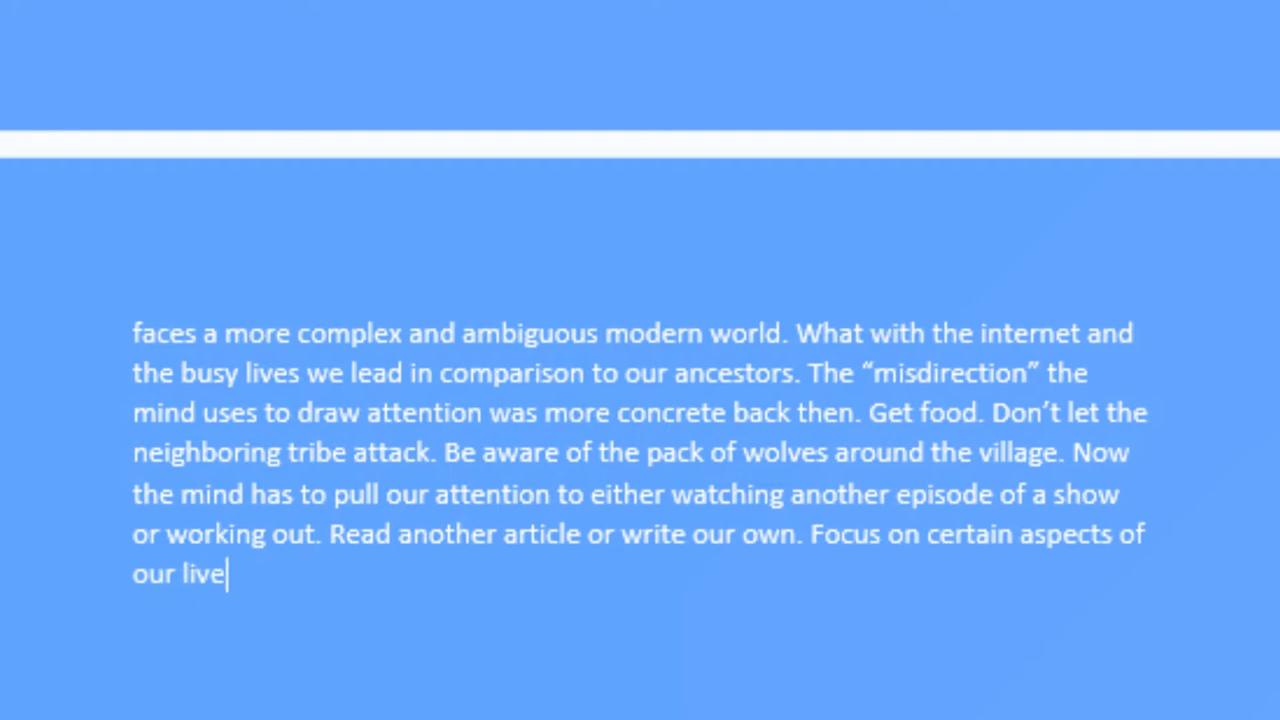 faces a more complex and ambiguous modern world. What with the internet and
the busy lives we lead in comparison to our ancestors. The “misdirection” the
mind uses to draw attention was more concrete back then. Get food. Don’t let the
neighboring tribe attack. Be aware of the pack of wolves around the village. Now
the mind has to pull our attention to either watching another episode of a show
or working out. Read another article or write our own. Focus on certain aspects of
our live